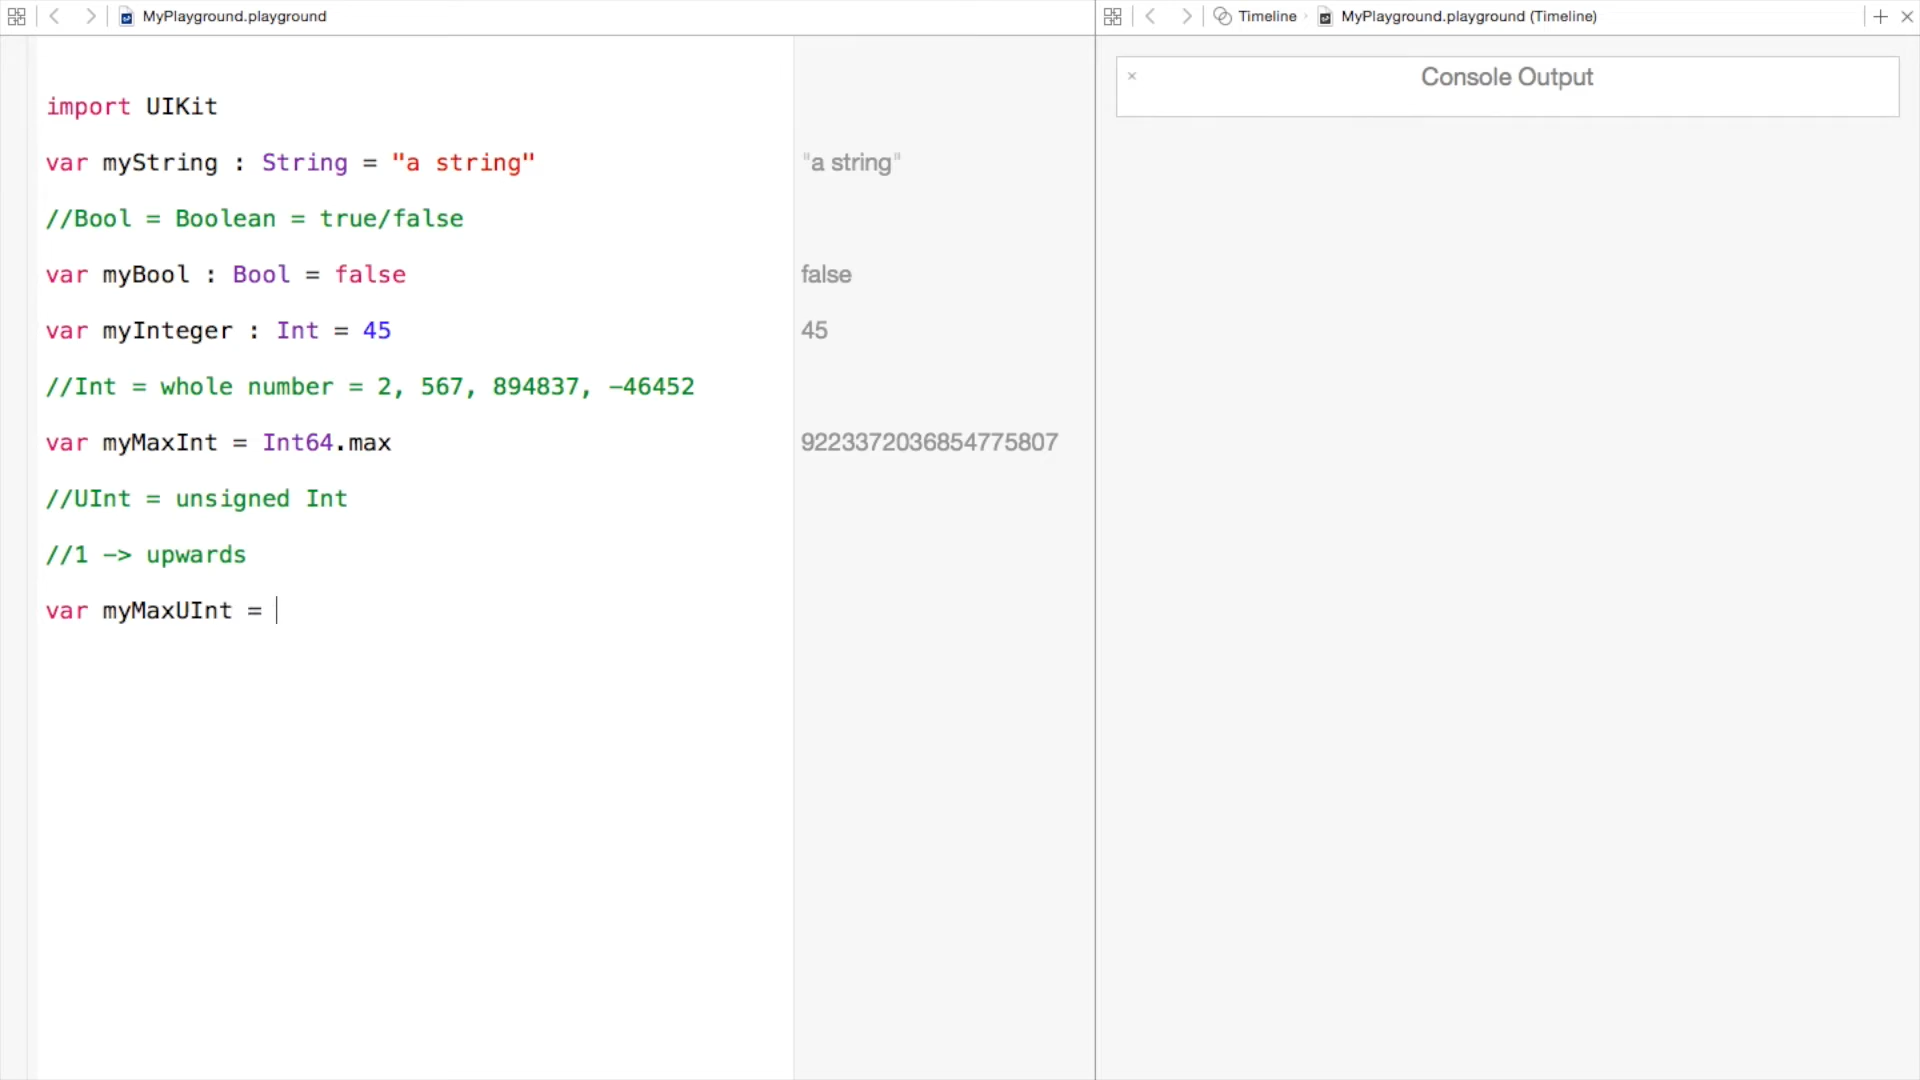 MyPlayground.playground
Timeline
MyPlayground.playground (Timeline)
import UIKit
var myString : String = "a string"
"a string"
//Bool = Boolean = true/false
var myBool : Bool = false
false
var myInteger : Int = 45
45
//Int = whole number = 2, 567, 894837, -46452
var myMaxInt = Int64.max
9223372036854775807
//UInt = unsigned Int
//1 -> upwards
var myMaxUInt =
Console Output